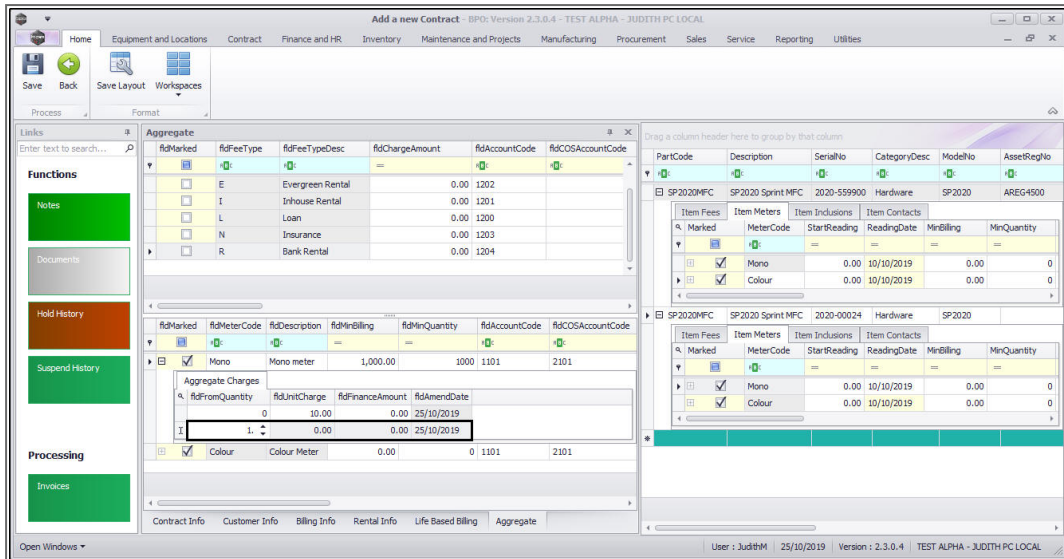 Add a new Contract - BPO: Version 2.3.0.4 - TEST ALPHA - JUDITH PC LOCAL
Home Equipment and Locations Contract Finance and HR Inventory Maintenance and Projects Manufacturing Procurement Sales Service Reporting Utilities
Save Back Save Layout Workspaces
Process Format
Links
Enter text to search...
Functions
Notes
Documents
Hold History
Suspend History
Processing
Invoices
Aggregate
fldMarked fldFeeType fldFeeTypeDesc fldChargeAmount fldAccountCode fldCOSAccountCode
E Evergreen Rental 0.00 1202
I Inhouse Rental 0.00 1201
L Loan 0.00 1200
N Insurance 0.00 1203
R Bank Rental 0.00 1204
fldMarked fldMeterCode fldDescription fldMinBilling fldMinQuantity fldAccountCode fldCOSAccountCode
Mono Mono meter 1,000.00 1000 1101 2101
Aggregate Charges
fldFromQuantity fldUnitCharge fldFinanceAmount fldAmendDate
0 10.00 0.00 25/10/2019
1. 0.00 0.00 25/10/2019
Colour Colour Meter 0.00 0 1101 2101
Contract Info Customer Info Billing Info Rental Info Life Based Billing Aggregate
Drag a column header here to group by that column
PartCode Description SerialNo CategoryDesc ModelNo AssetRegNo
SP2020MFC SP2020 Sprint MFC 2020-559900 Hardware SP2020 AREG4500
Item Fees Item Meters Item Inclusions Item Contacts
Marked MeterCode StartReading ReadingDate MinBilling MinQuantity
Mono 0.00 10/10/2019 0.00 0
Colour 0.00 10/10/2019 0.00 0
SP2020MFC SP2020 Sprint MFC 2020-00024 Hardware SP2020
Item Fees Item Meters Item Inclusions Item Contacts
Marked MeterCode StartReading ReadingDate MinBilling MinQuantity
Mono 0.00 10/10/2019 0.00 0
Colour 0.00 10/10/2019 0.00 0
Open Windows User : JudithM 25/10/2019 Version : 2.3.0.4 TEST ALPHA - JUDITH PC LOCAL